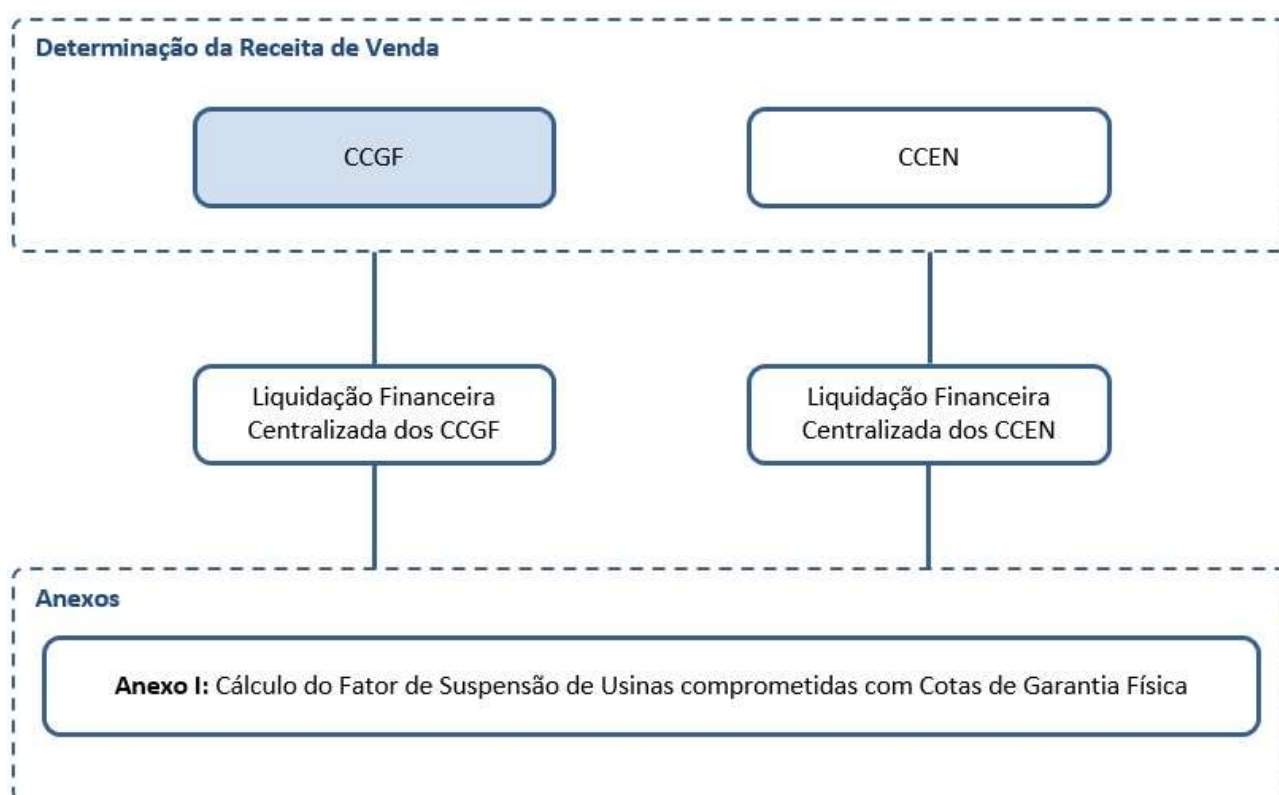 Determinação da Receita de Venda
CCGF
CCEN
Liquidação Financeira
Centralizada dos CCGF
Liquidação Financeira
Centralizada dos CCEN
Anexos
Anexo I: Cálculo do Fator de Suspensão de Usinas comprometidas com Cotas de Garantia Física